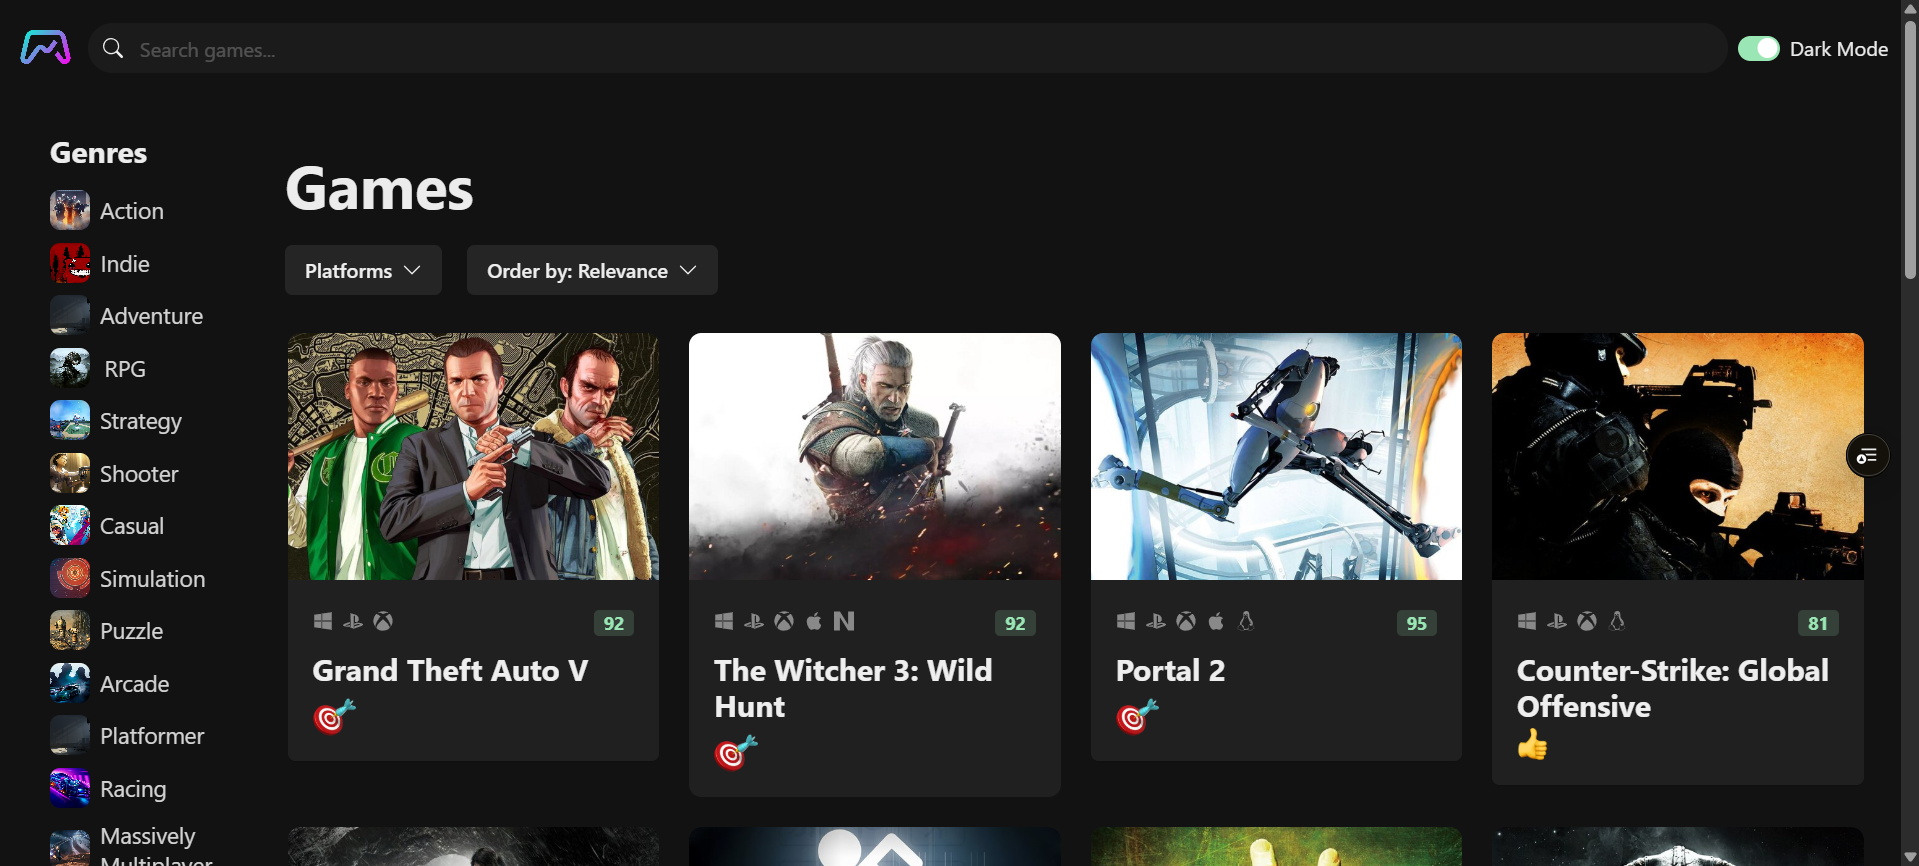 Search games...
Dark Mode
Genres
Action
Indie
Adventure
RPG
Strategy
Shooter
Casual
Simulation
Puzzle
Arcade
Platformer
Racing
Massively
Multiplayer
Games
Platforms
Order by: Relevance
92
Grand Theft Auto V
92
The Witcher 3: Wild
Hunt
95
Portal 2
81
Counter-Strike: Global
Offensive